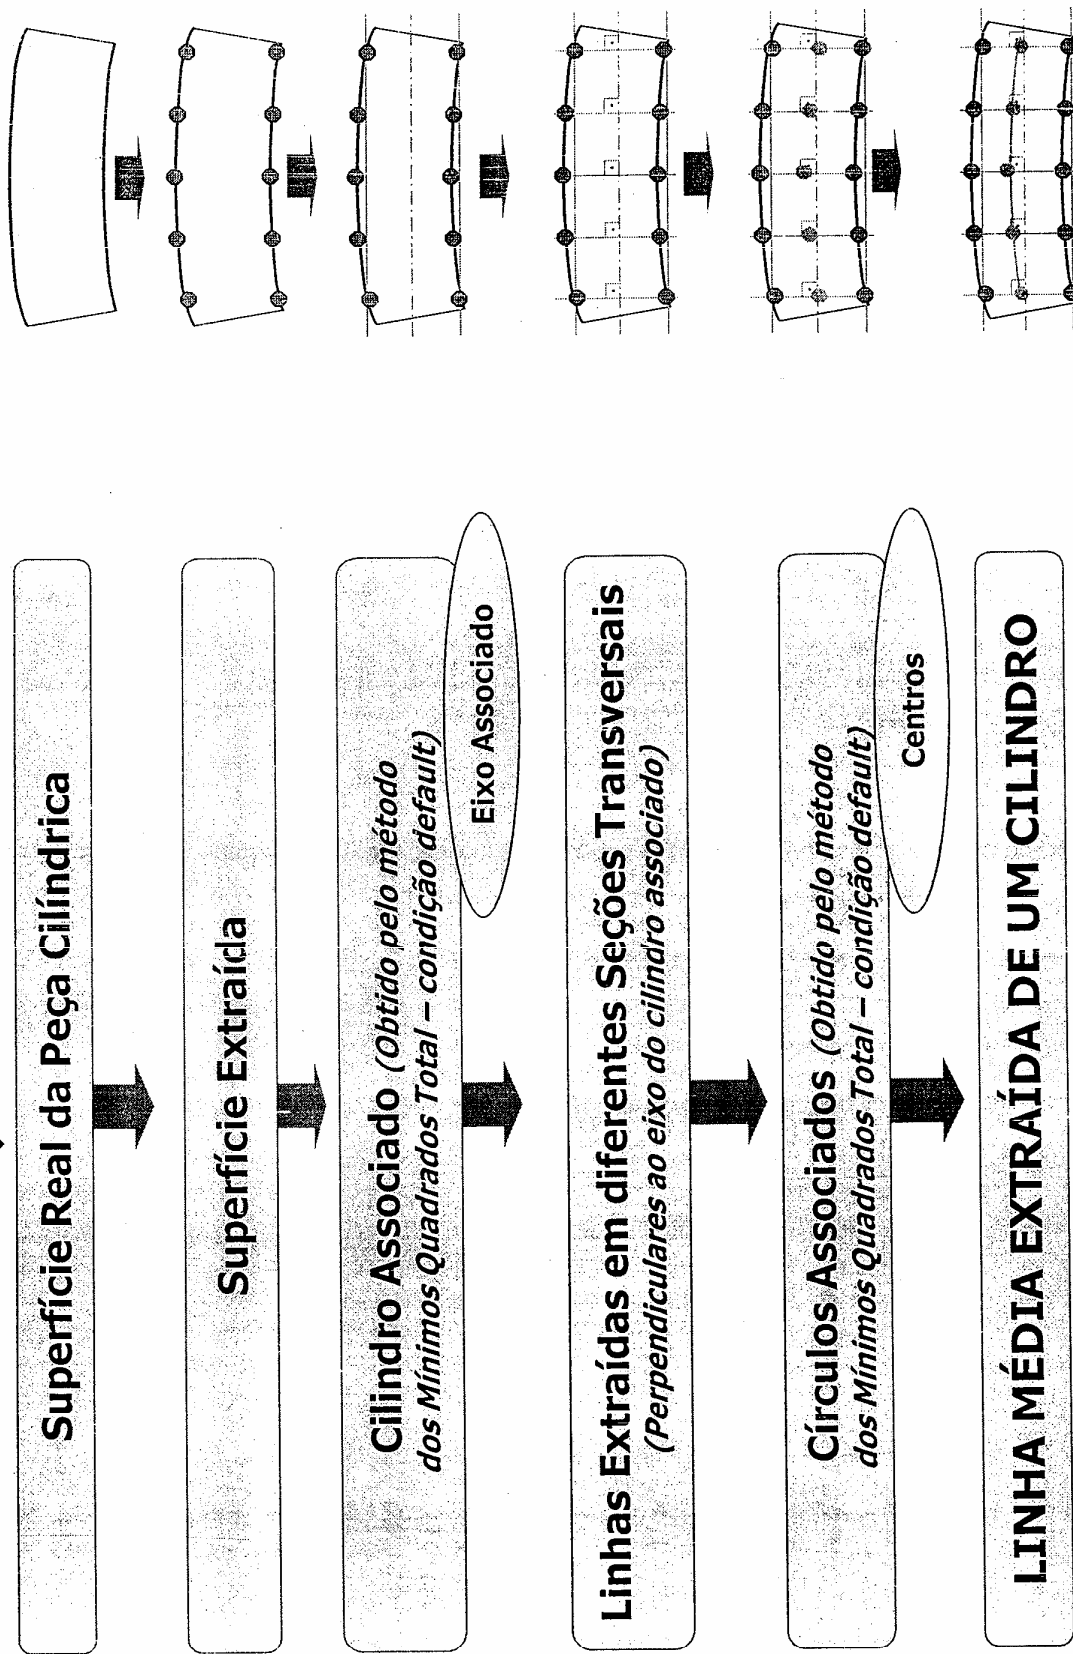 Superfície Real da Peça Cilíndrica
Superfície Extraída
Cilindro Associado (Obtido pelo método
dos Mínimos Quadrados Total – condição default)
Eixo Associado
Linhas Extraídas em diferentes Seções Transversais
(Perpendiculares ao eixo do cilindro associado)
Círculos Associados (Obtido pelo método
dos Mínimos Quadrados Total – condição default)
Centros
LINHA MÉDIA EXTRAÍDA DE UM CILINDRO